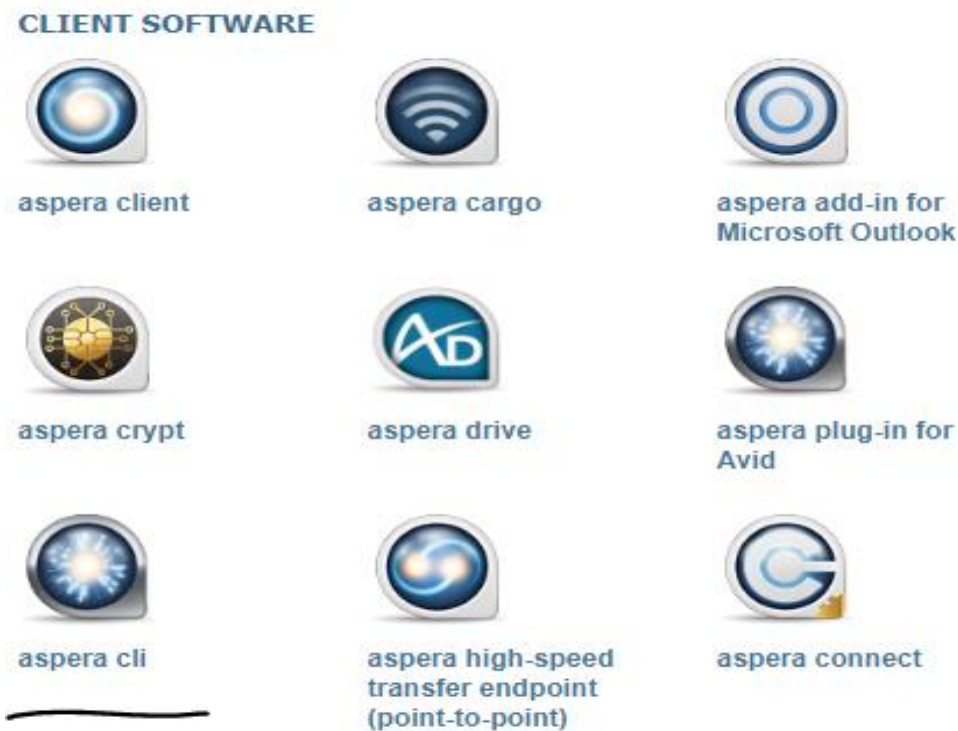 CLIENT SOFTWARE
aspera client
aspera cargo
aspera add-in for
Microsoft Outlook
aspera crypt
AD
aspera drive
aspera plug-in for
Avid
aspera cli
aspera high-speed
transfer endpoint
(point-to-point)
aspera connect